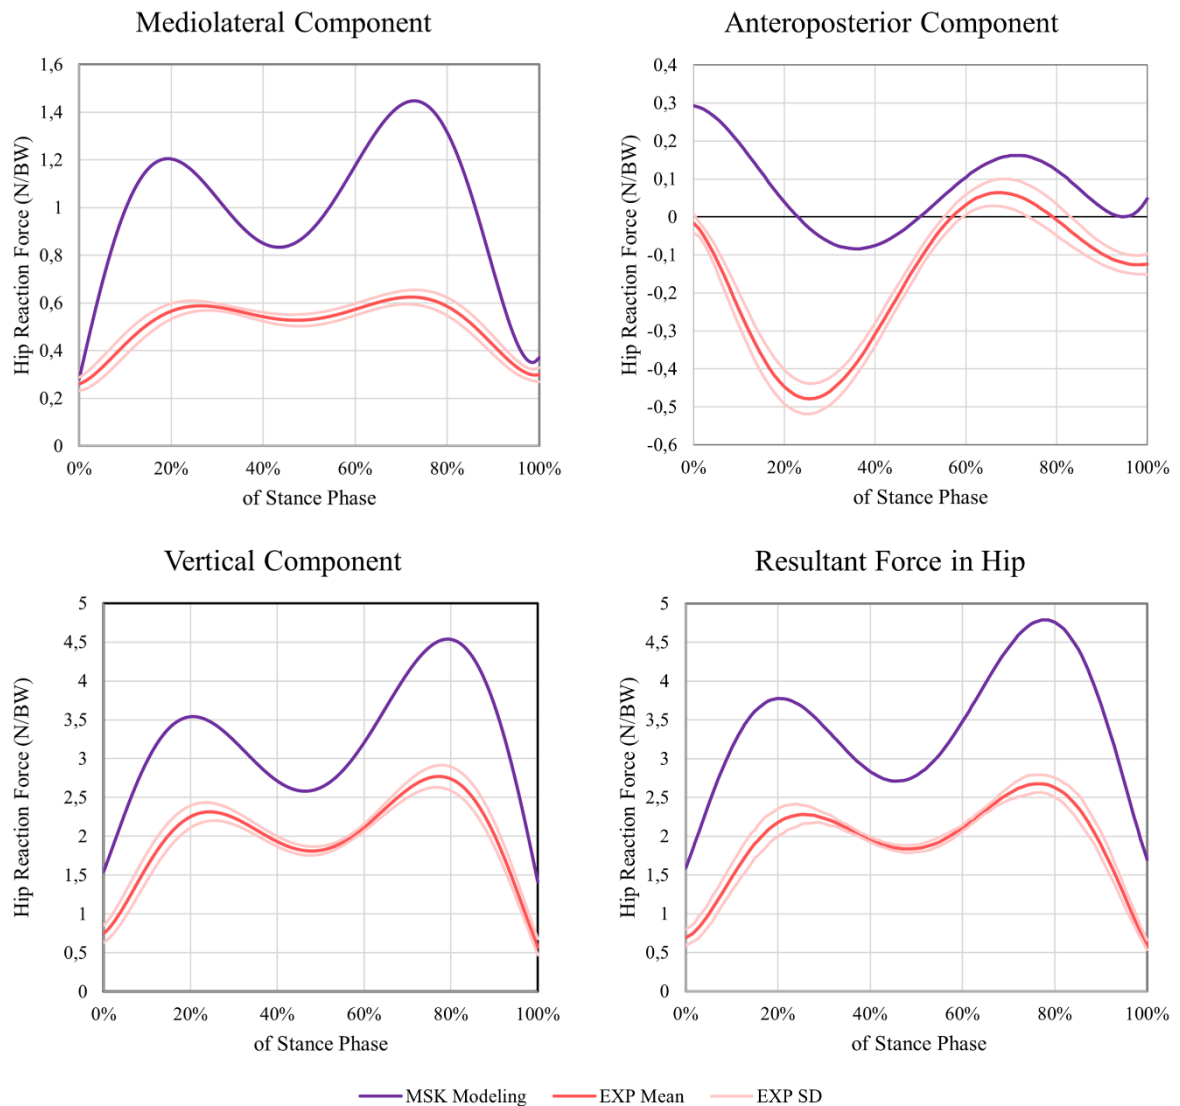 Mediolateral Component
Hip Reaction Force (N/BW)
1,6
1,4
1,2
1
0,8
0,6
0,4
0,2
0
0% 20% 40% 60% 80% 100%
of Stance Phase
Anteroposterior Component
Hip Reaction Force (N/BW)
0,4
0,3
0,2
0,1
0
-0,1
-0,2
-0,3
-0,4
-0,5
-0,6
0% 20% 40% 60% 80% 100%
of Stance Phase
Vertical Component
Hip Reaction Force (N/BW)
5
4,5
4
3,5
3
2,5
2
1,5
1
0,5
0
0% 20% 40% 60% 80% 100%
of Stance Phase
Resultant Force in Hip
Hip Reaction Force (N/BW)
5
4,5
4
3,5
3
2,5
2
1,5
1
0,5
0
0% 20% 40% 60% 80% 100%
of Stance Phase
MSK Modeling EXP Mean EXP SD